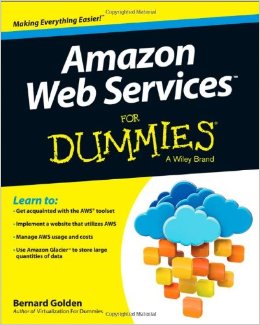 Making Everything Easier!™
Amazon
Web Services™
FOR
DUMMIES®
A Wiley Brand
Learn to:
• Get acquainted with the AWS® toolset
• Implement a website that utilizes AWS
• Manage AWS usage and costs
• Use Amazon Glacier® to store large
quantities of data
Bernard Golden
Author of Virtualization For Dummies